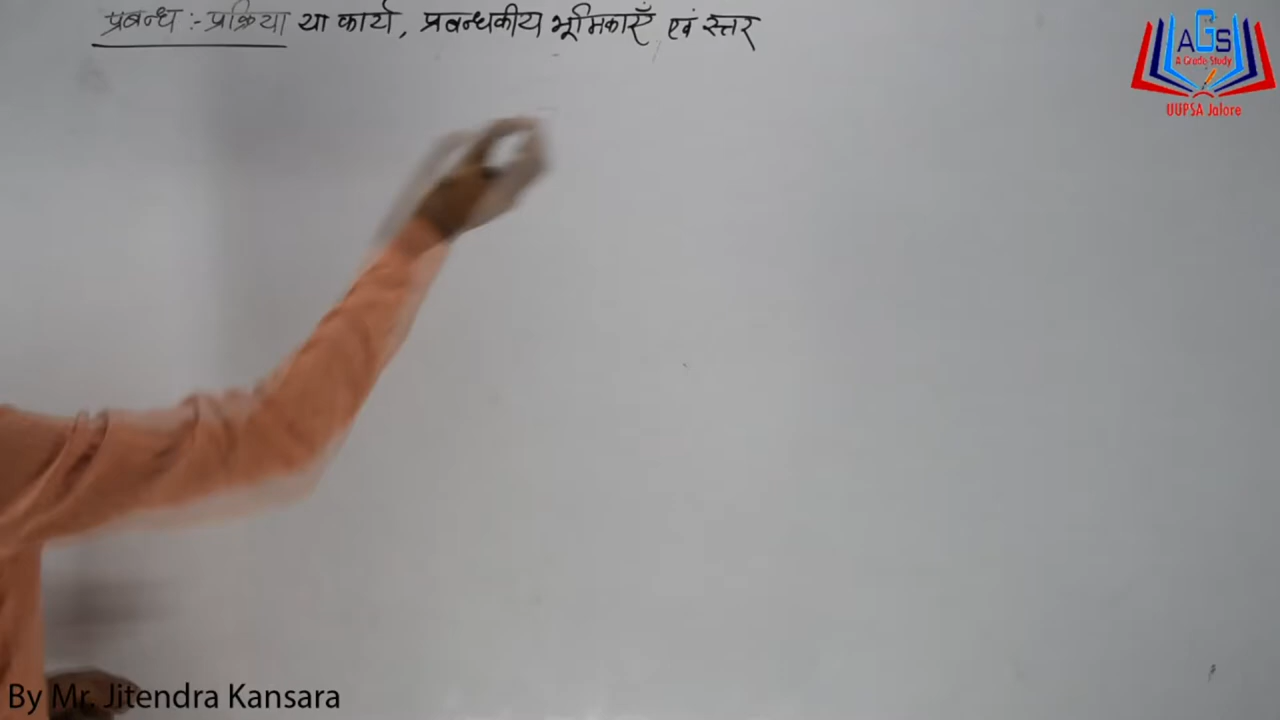 प्रबन्ध :- प्रक्रिया या कार्य, प्रबन्धकीय भूमिकाएँ एवं स्तर
AGS
A Grade Study
UUPSA Jalore
By Mr. Jitendra Kansara